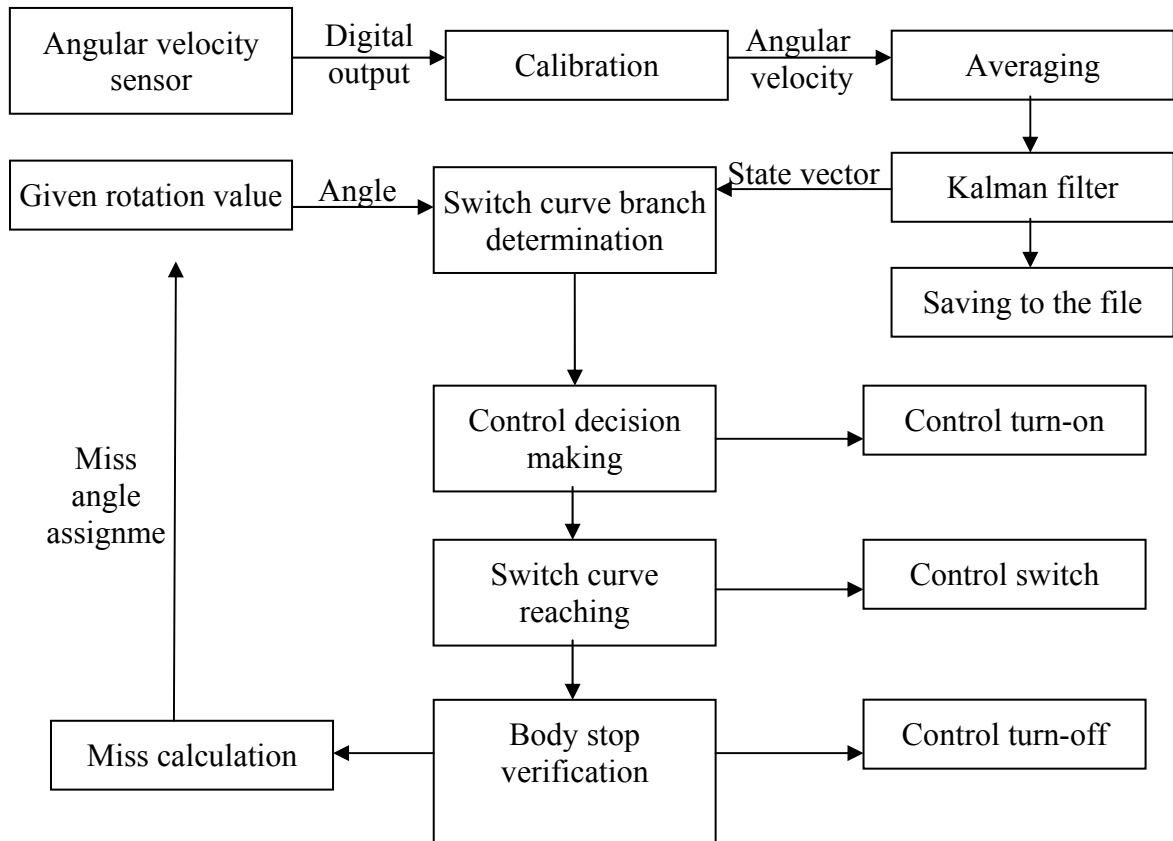 Angular velocity
sensor
Digital
output
Calibration
Angular
velocity
Averaging
Given rotation value
Angle
Switch curve branch
determination
State vector
Kalman filter
Saving to the file
Control decision
making
Control turn-on
Miss
angle
assignme
Switch curve
reaching
Control switch
Miss calculation
Body stop
verification
Control turn-off